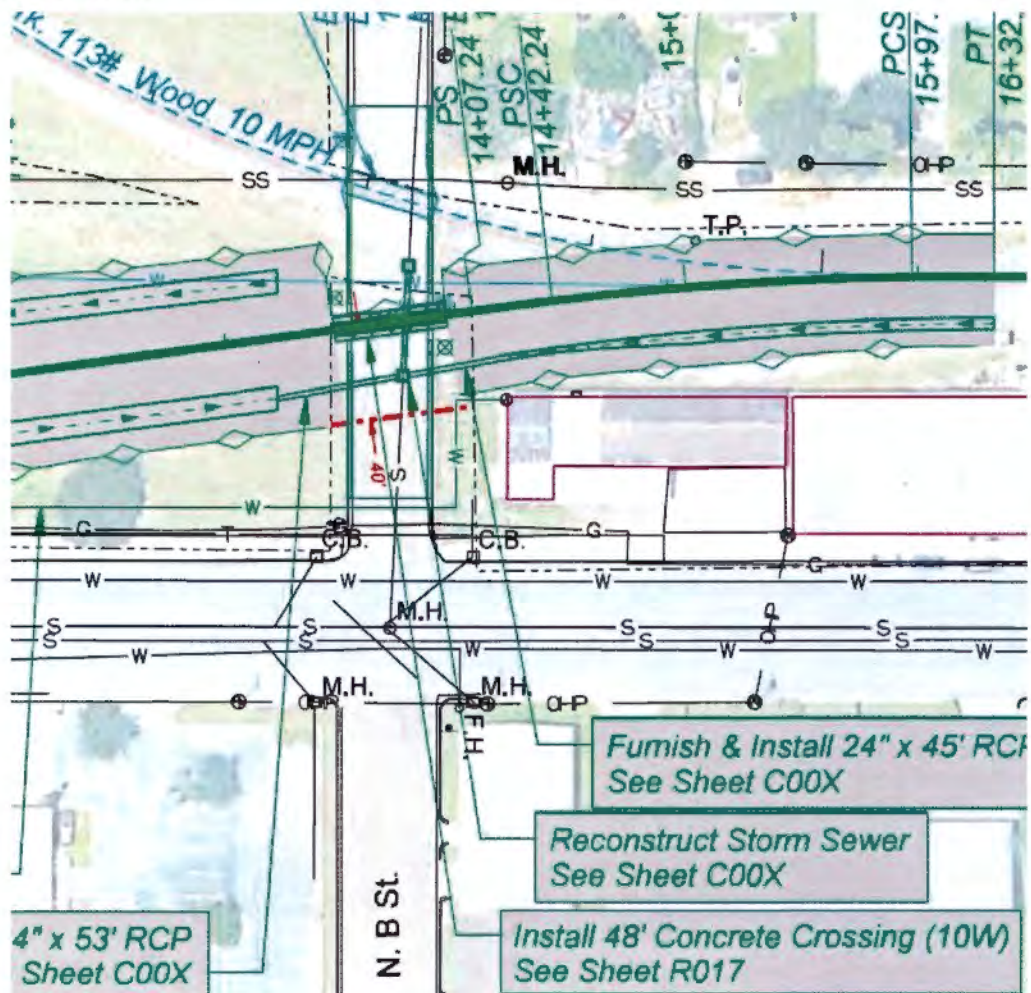 113# Wood 10 MPH.
PS
14+07.24
PSC
14+42.24
PCS
15+97.
PT
16+32.
M.H.
SS
SS
SS
OHP
T.P.
W
W
40'
S
W
W
G
T
C.B.
C.B.
G
G
W
W
W
W
M.H.
S
S
S
S
S
S
S
W
W
W
M.H.
M.H.
OHP
F.H.
N. B St.
Furnish & Install 24" x 45' RCP
See Sheet C00X
Reconstruct Storm Sewer
See Sheet C00X
Install 48' Concrete Crossing (10W)
See Sheet R017
4" x 53' RCP
Sheet C00X